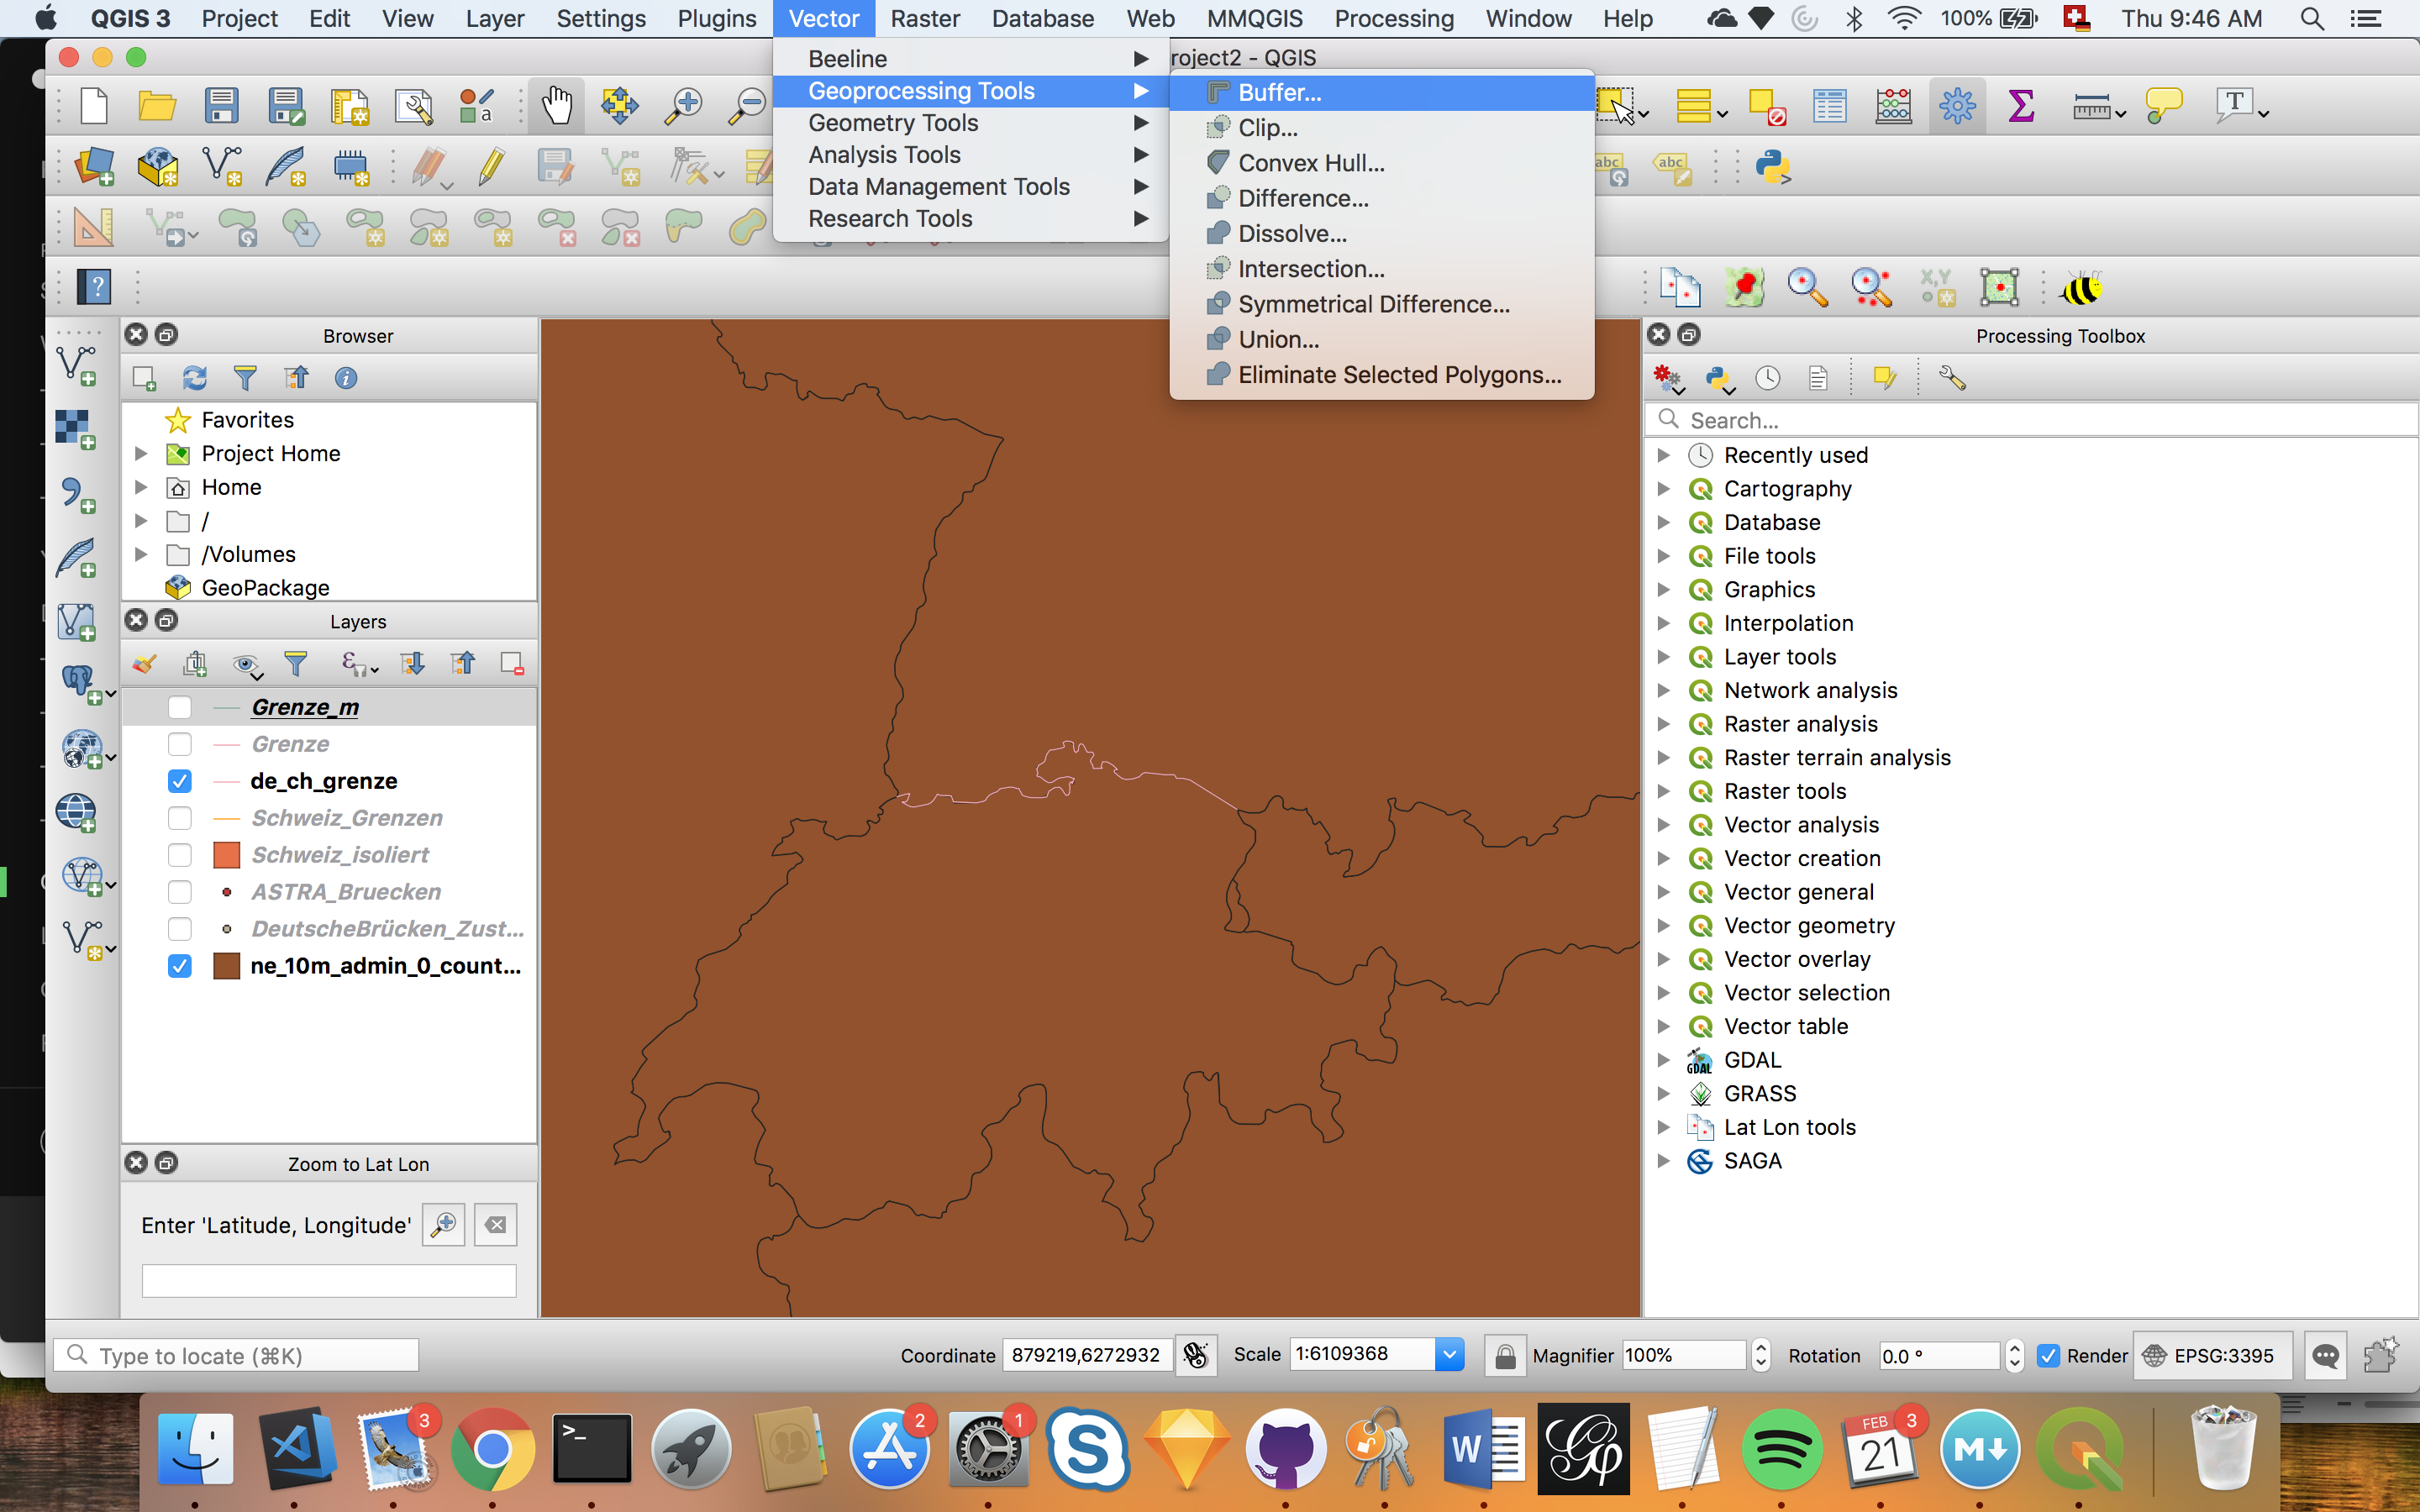 QGIS 3 Project Edit View Layer Settings Plugins Vector Raster Database Web MMQGIS Processing Window Help 100% Thu 9:46 AM
roject2 - QGIS
Beeline
Geoprocessing Tools
Geometry Tools
Analysis Tools
Data Management Tools
Research Tools
Buffer...
Clip...
Convex Hull...
Difference...
Dissolve...
Intersection...
Symmetrical Difference...
Union...
Eliminate Selected Polygons...
a
T
abc
abc
?
X,Y
Browser
Favorites
Project Home
Home
/
/Volumes
GeoPackage
Layers
Grenze_m
Grenze
de_ch_grenze
Schweiz_Grenzen
Schweiz_isoliert
ASTRA_Bruecken
DeutscheBrücken_Zust...
ne_10m_admin_0_count...
Zoom to Lat Lon
Enter 'Latitude, Longitude'
Processing Toolbox
Search...
Recently used
Cartography
Database
File tools
Graphics
Interpolation
Layer tools
Network analysis
Raster analysis
Raster terrain analysis
Raster tools
Vector analysis
Vector creation
Vector general
Vector geometry
Vector overlay
Vector selection
Vector table
GDAL
GRASS
Lat Lon tools
SAGA
Type to locate (⌘K)
Coordinate 879219,6272932 Scale 1:6109368 Magnifier 100% Rotation 0.0 ° Render EPSG:3395
3
>_
2
1
S
W
FEB
3
21
M↓